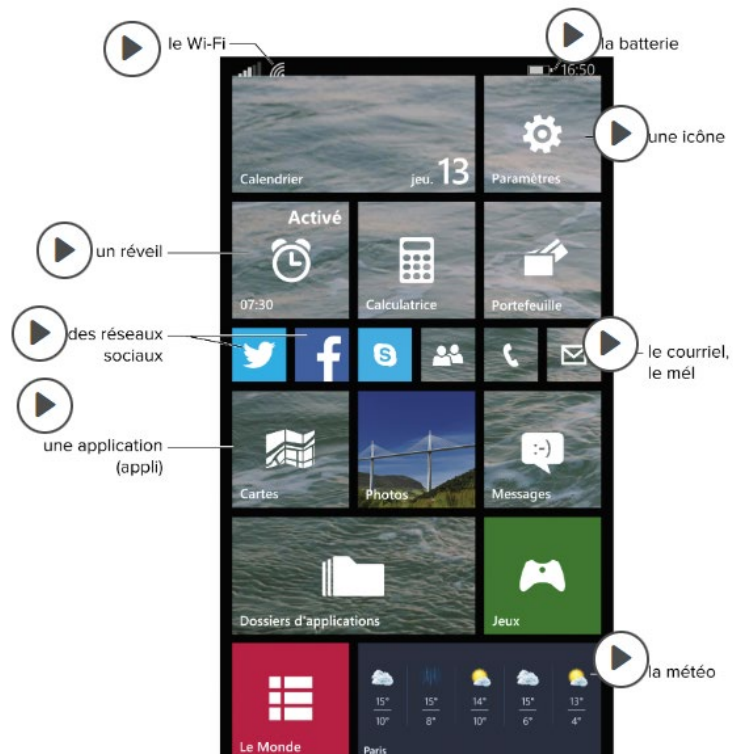 le Wi-Fi
la batterie
16:50
une icône
Calendrier
jeu. 13
Paramètres
un réveil
Activé
07:30
Calculatrice
Portefeuille
des réseaux
sociaux
le courriel,
le mél
une application
(appli)
:-)
Cartes
Photos
Messages
Dossiers d'applications
Jeux
la météo
15° 15° 14° 15° 13°
10° 8° 10° 6° 4°
Le Monde
Paris